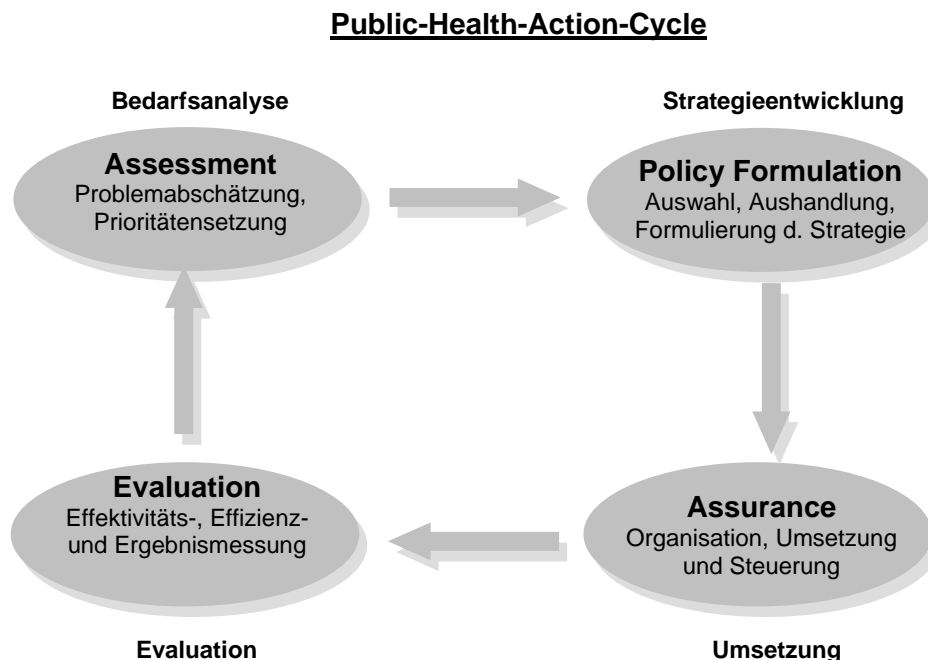 Public-Health-Action-Cycle
Bedarfsanalyse
Strategieentwicklung
Assessment
Problemabschätzung,
Prioritätensetzung
Policy Formulation
Auswahl, Aushandlung,
Formulierung d. Strategie
Evaluation
Effektivitäts-, Effizienz-
und Ergebnismessung
Assurance
Organisation, Umsetzung
und Steuerung
Evaluation
Umsetzung